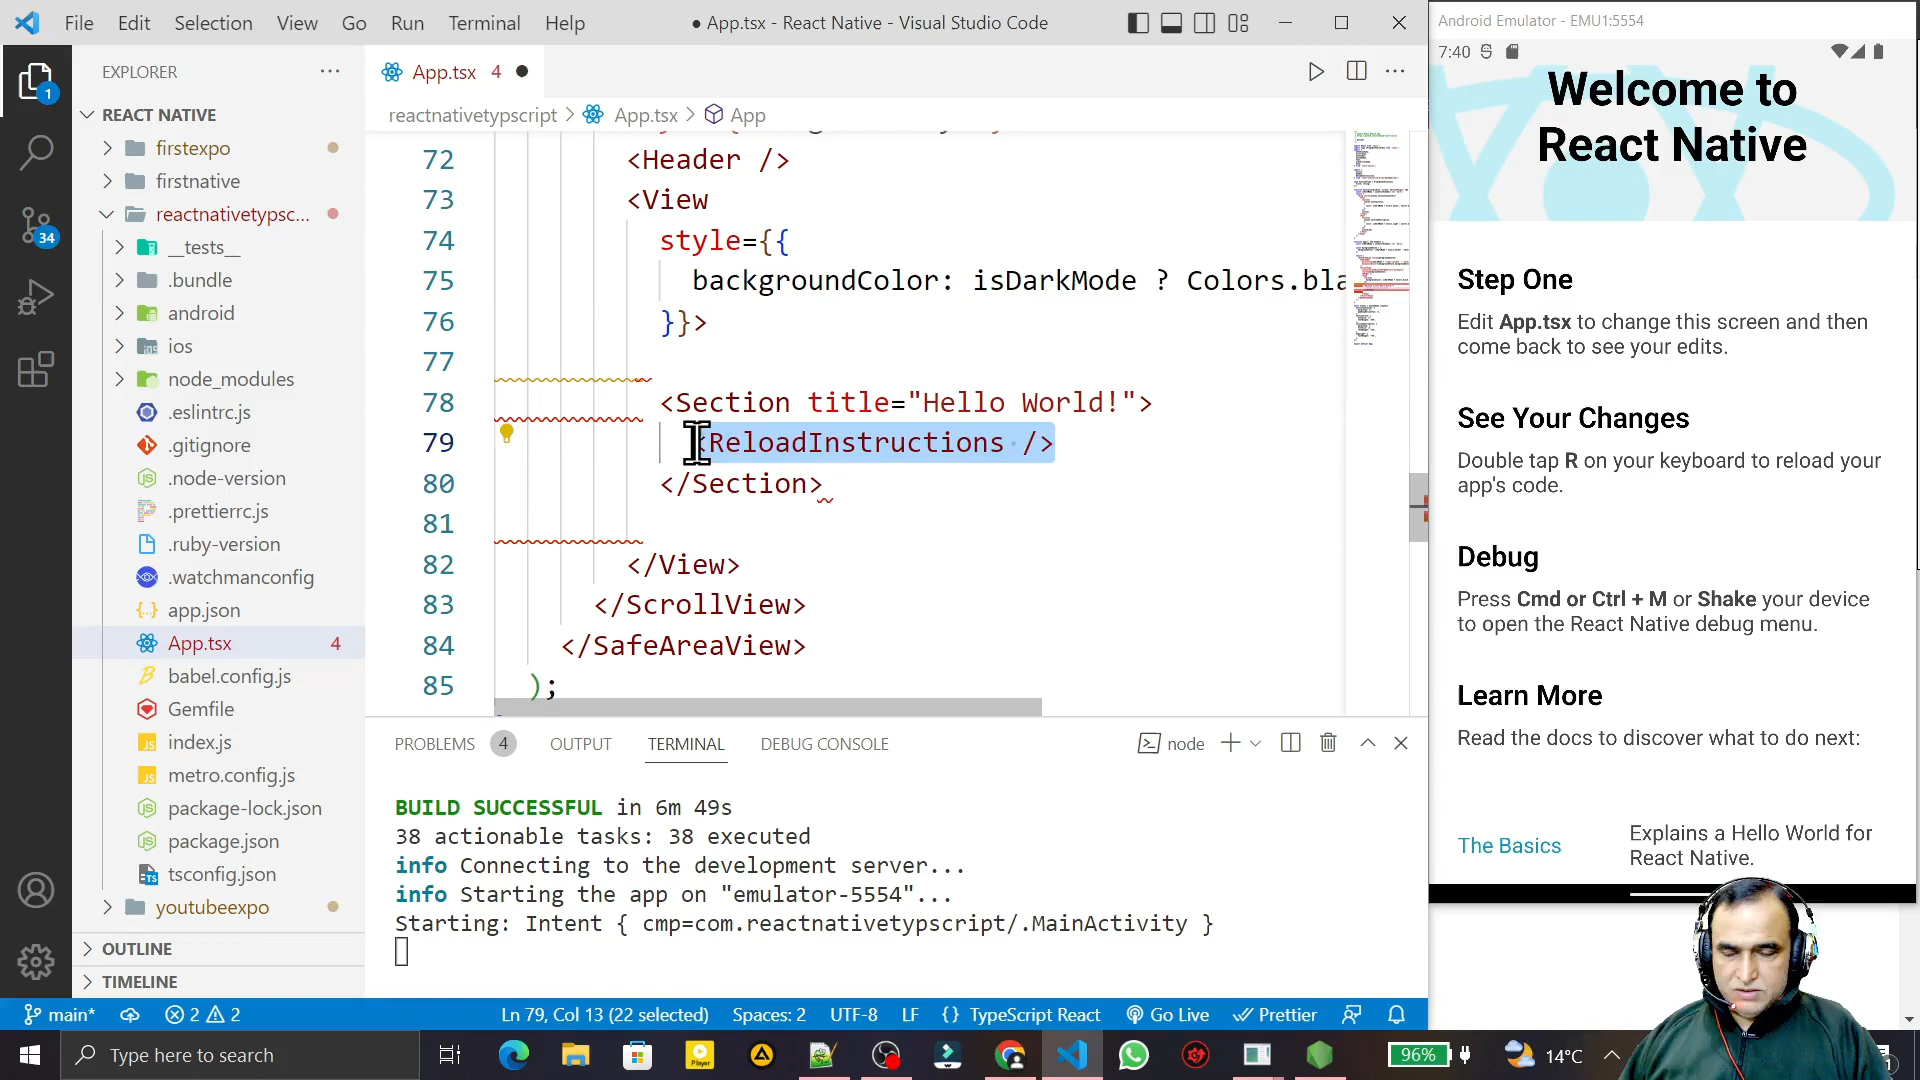 File Edit Selection View Go Run Terminal Help
● App.tsx - React Native - Visual Studio Code
Android Emulator - EMU1:5554
EXPLORER
App.tsx 4
reactnativetypscript > App.tsx > App
REACT NATIVE
firstexpo
firstnative
reactnativetypsc...
__tests__
.bundle
android
ios
node_modules
.eslintrc.js
.gitignore
.node-version
.prettierrc.js
.ruby-version
.watchmanconfig
app.json
App.tsx 4
babel.config.js
Gemfile
index.js
metro.config.js
package-lock.json
package.json
tsconfig.json
youtubeexpo
OUTLINE
TIMELINE
1
34
72 <Header />
73 <View
74 style={{
75 backgroundColor: isDarkMode ? Colors.bla
76 }}>
77
78 <Section title="Hello World!">
79 <ReloadInstructions />
80 </Section>
81
82 </View>
83 </ScrollView>
84 </SafeAreaView>
85 );
PROBLEMS 4 OUTPUT TERMINAL DEBUG CONSOLE
node
BUILD SUCCESSFUL in 6m 49s
38 actionable tasks: 38 executed
info Connecting to the development server...
info Starting the app on "emulator-5554"...
Starting: Intent { cmp=com.reactnativetypscript/.MainActivity }
7:40
Welcome to
React Native
Step One
Edit App.tsx to change this screen and then
come back to see your edits.
See Your Changes
Double tap R on your keyboard to reload your
app's code.
Debug
Press Cmd or Ctrl + M or Shake your device
to open the React Native debug menu.
Learn More
Read the docs to discover what to do next:
The Basics
Explains a Hello World for
React Native.
main* 2 2 Ln 79, Col 13 (22 selected) Spaces: 2 UTF-8 LF {} TypeScript React Go Live Prettier
Type here to search
Player
96%
14°C